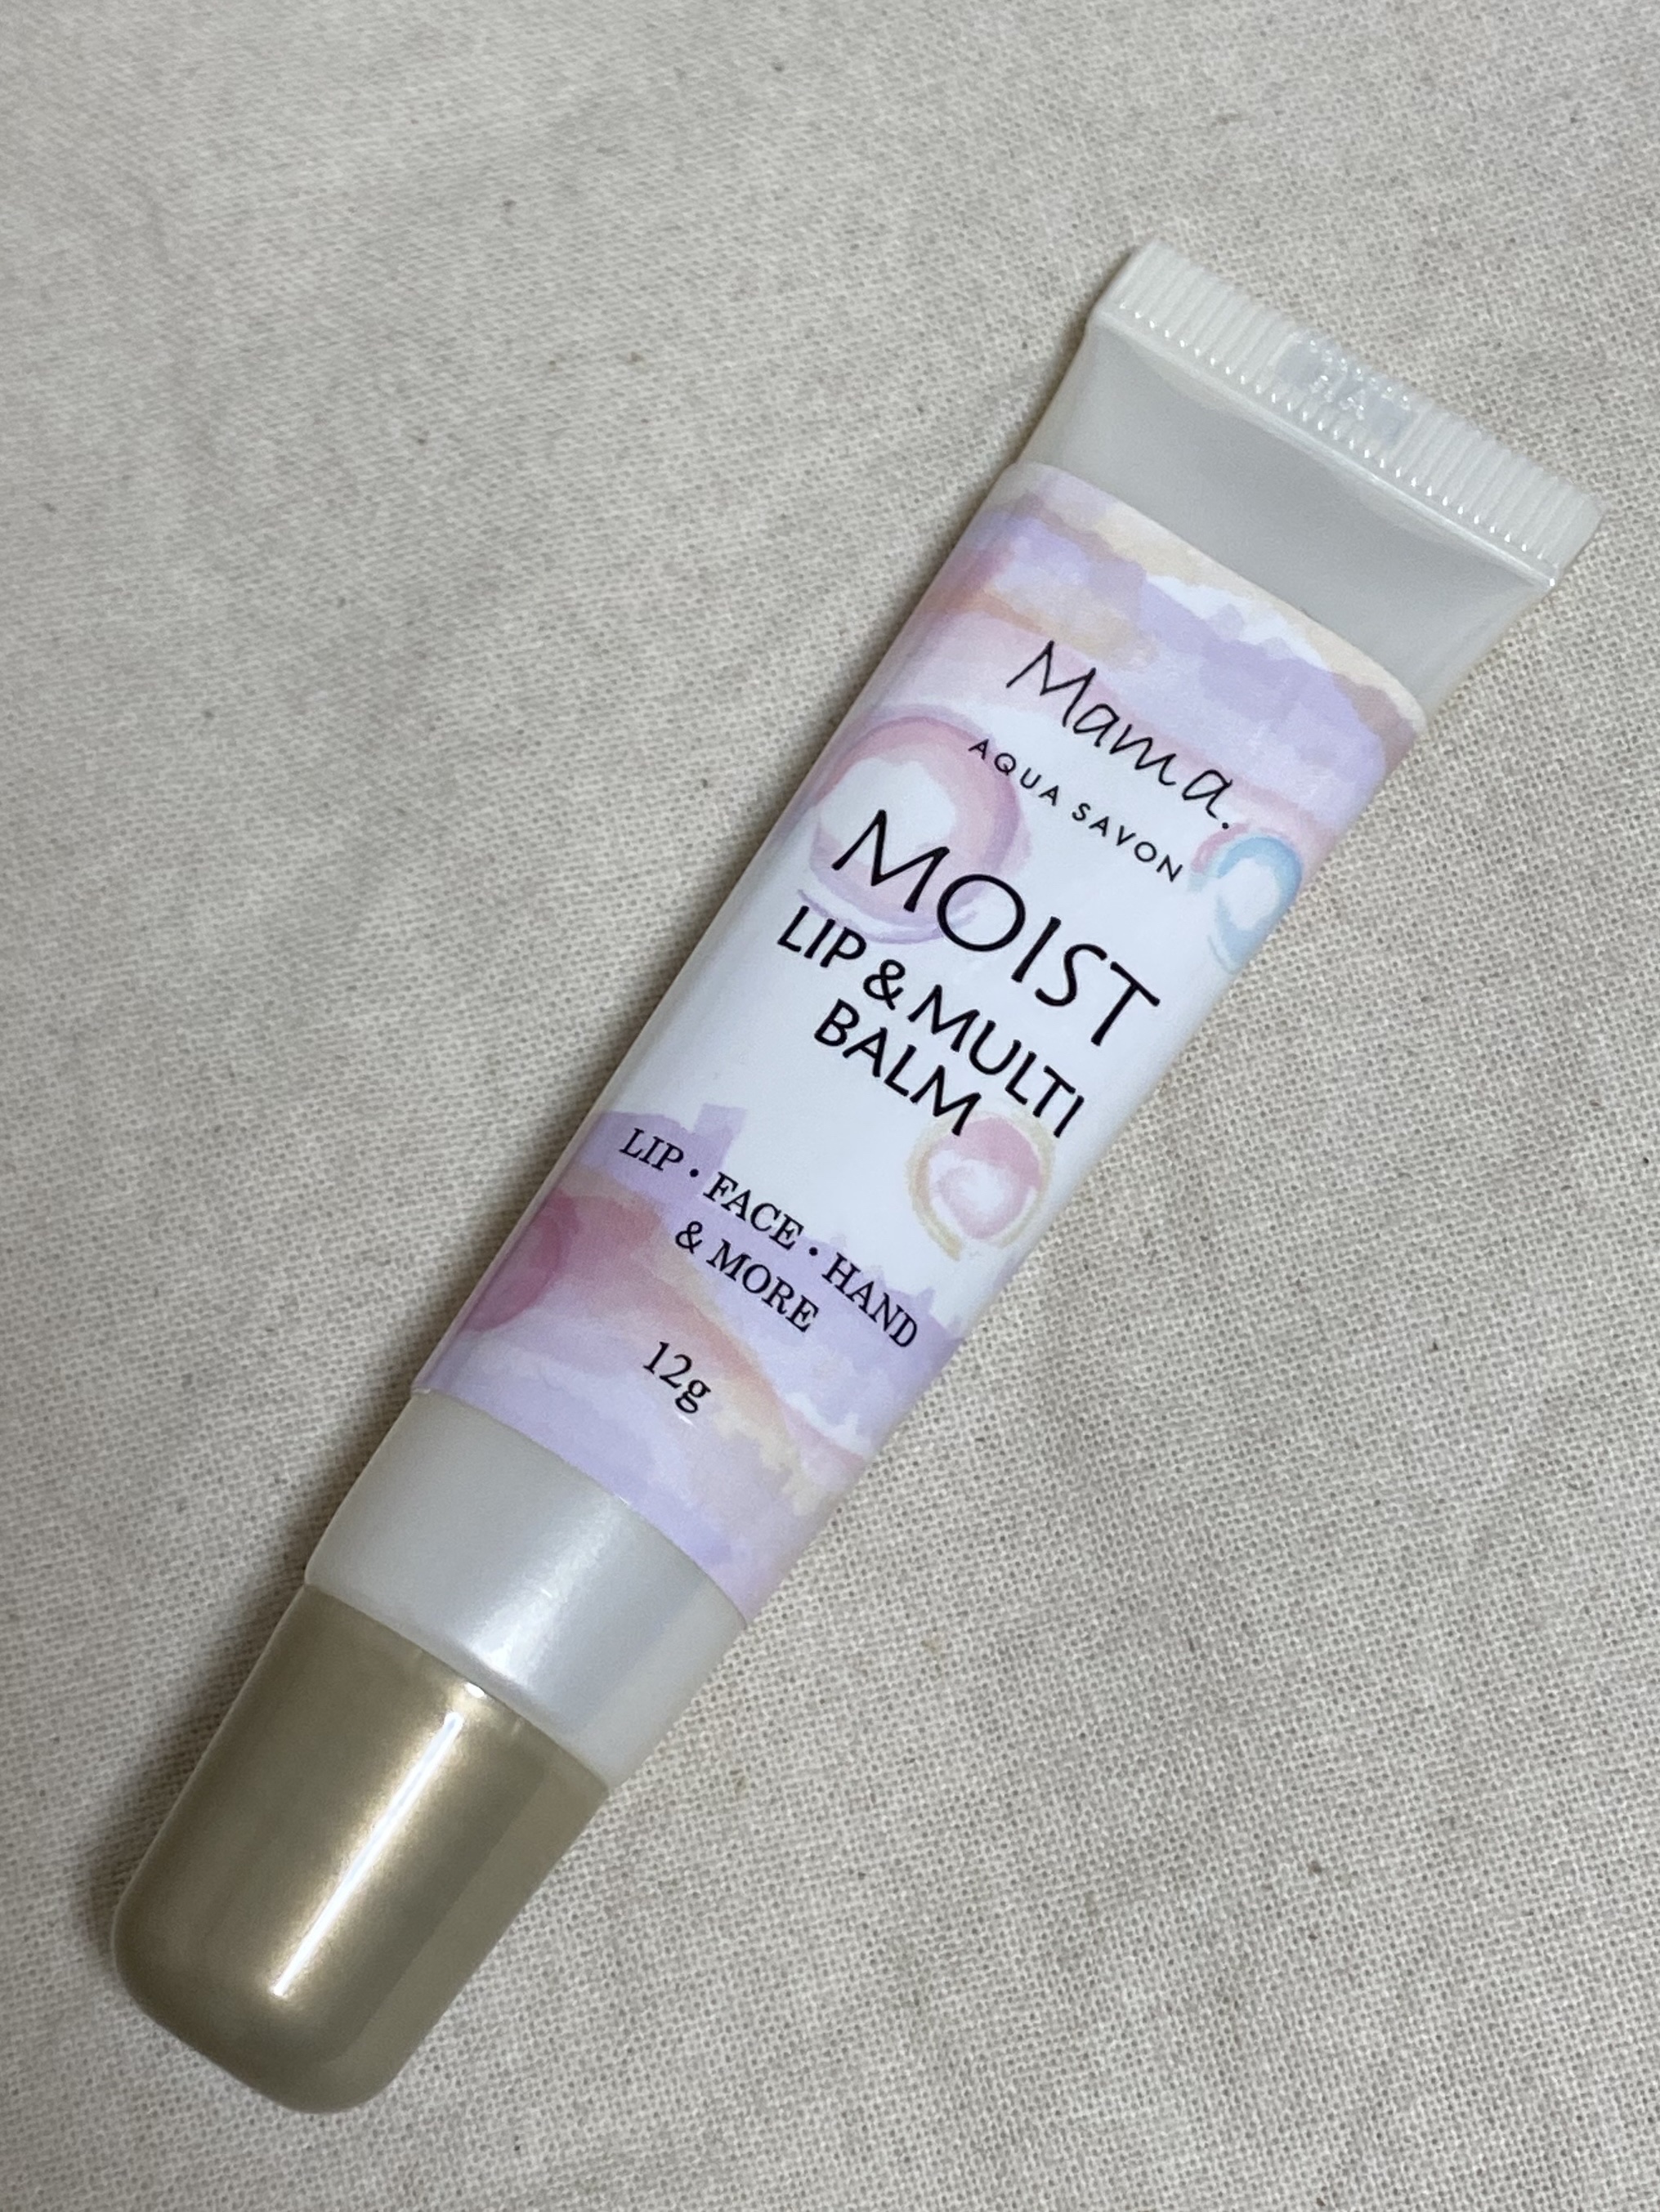 Mama.
AQUA SAVON
MOIST
LIP & MULTI
BALM
LIP・FACE・HAND
& MORE
12g